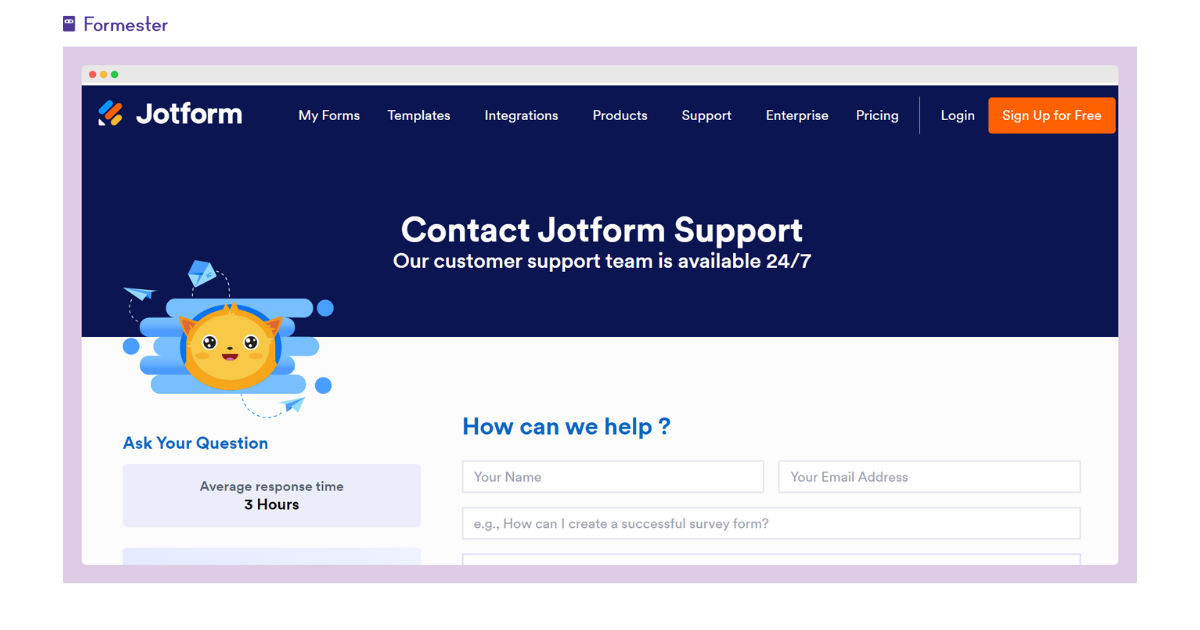 Formester
Jotform
My Forms Templates Integrations Products Support Enterprise Pricing Login Sign Up for Free
Contact Jotform Support
Our customer support team is available 24/7
Ask Your Question
Average response time
3 Hours
How can we help ?
Your Name Your Email Address
e.g., How can I create a successful survey form?